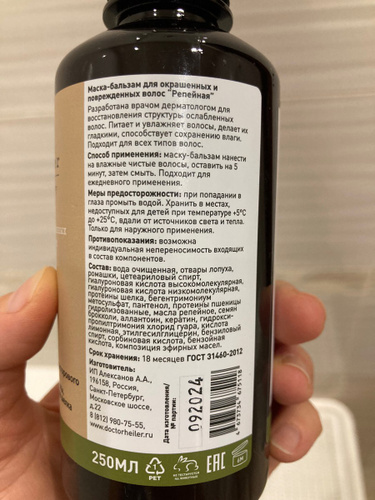 Маска-бальзам для окрашенных и
поврежденных волос "Репейная"
Разработана врачом дерматологом для
восстановления структуры ослабленных
волос. Питает и увлажняет волосы, делает их
гладкими, способствует сохранению влаги.
Подходит для всех типов волос.
Способ применения: маску-бальзам нанести
на влажные чистые волосы, оставить на 5
минут, затем смыть. Подходит для
ежедневного применения.
Меры предосторожности: при попадании в
глаза промыть водой. Хранить в местах,
недоступных для детей при температуре +5°C
до +25°C, вдали от источников света и тепла.
Только для наружного применения.
Противопоказания: возможна
индивидуальная непереносимость входящих
в состав компонентов.
Состав: вода очищенная, отвары лопуха,
ромашки, цетеариловый спирт,
гиалуроновая кислота высокомолекулярная,
гиалуроновая кислота низкомолекулярная,
протеины шелка, бегентримониум
метосульфат, пантенол, протеины пшеницы
гидролизованные, масла репейное, семян
брокколи, аллантоин, кератин, гидрокси-
пропилтримония хлорид гуара, кислота
лимонная, этилгексилглицерин, бензиловый
спирт, сорбиновая кислота, бензойная
кислота, композиция эфирных масел.
Срок хранения: 18 месяцев ГОСТ 31460-2012
Изготовитель:
ИП Алексанов А.А.,
196158, Россия,
Санкт-Петербург,
Московское шоссе,
д.22
8 (812) 980-75-55,
www.doctorheiler.ru
Дата изготовления/
№ партии:
092024
250МЛ
PET
EAC